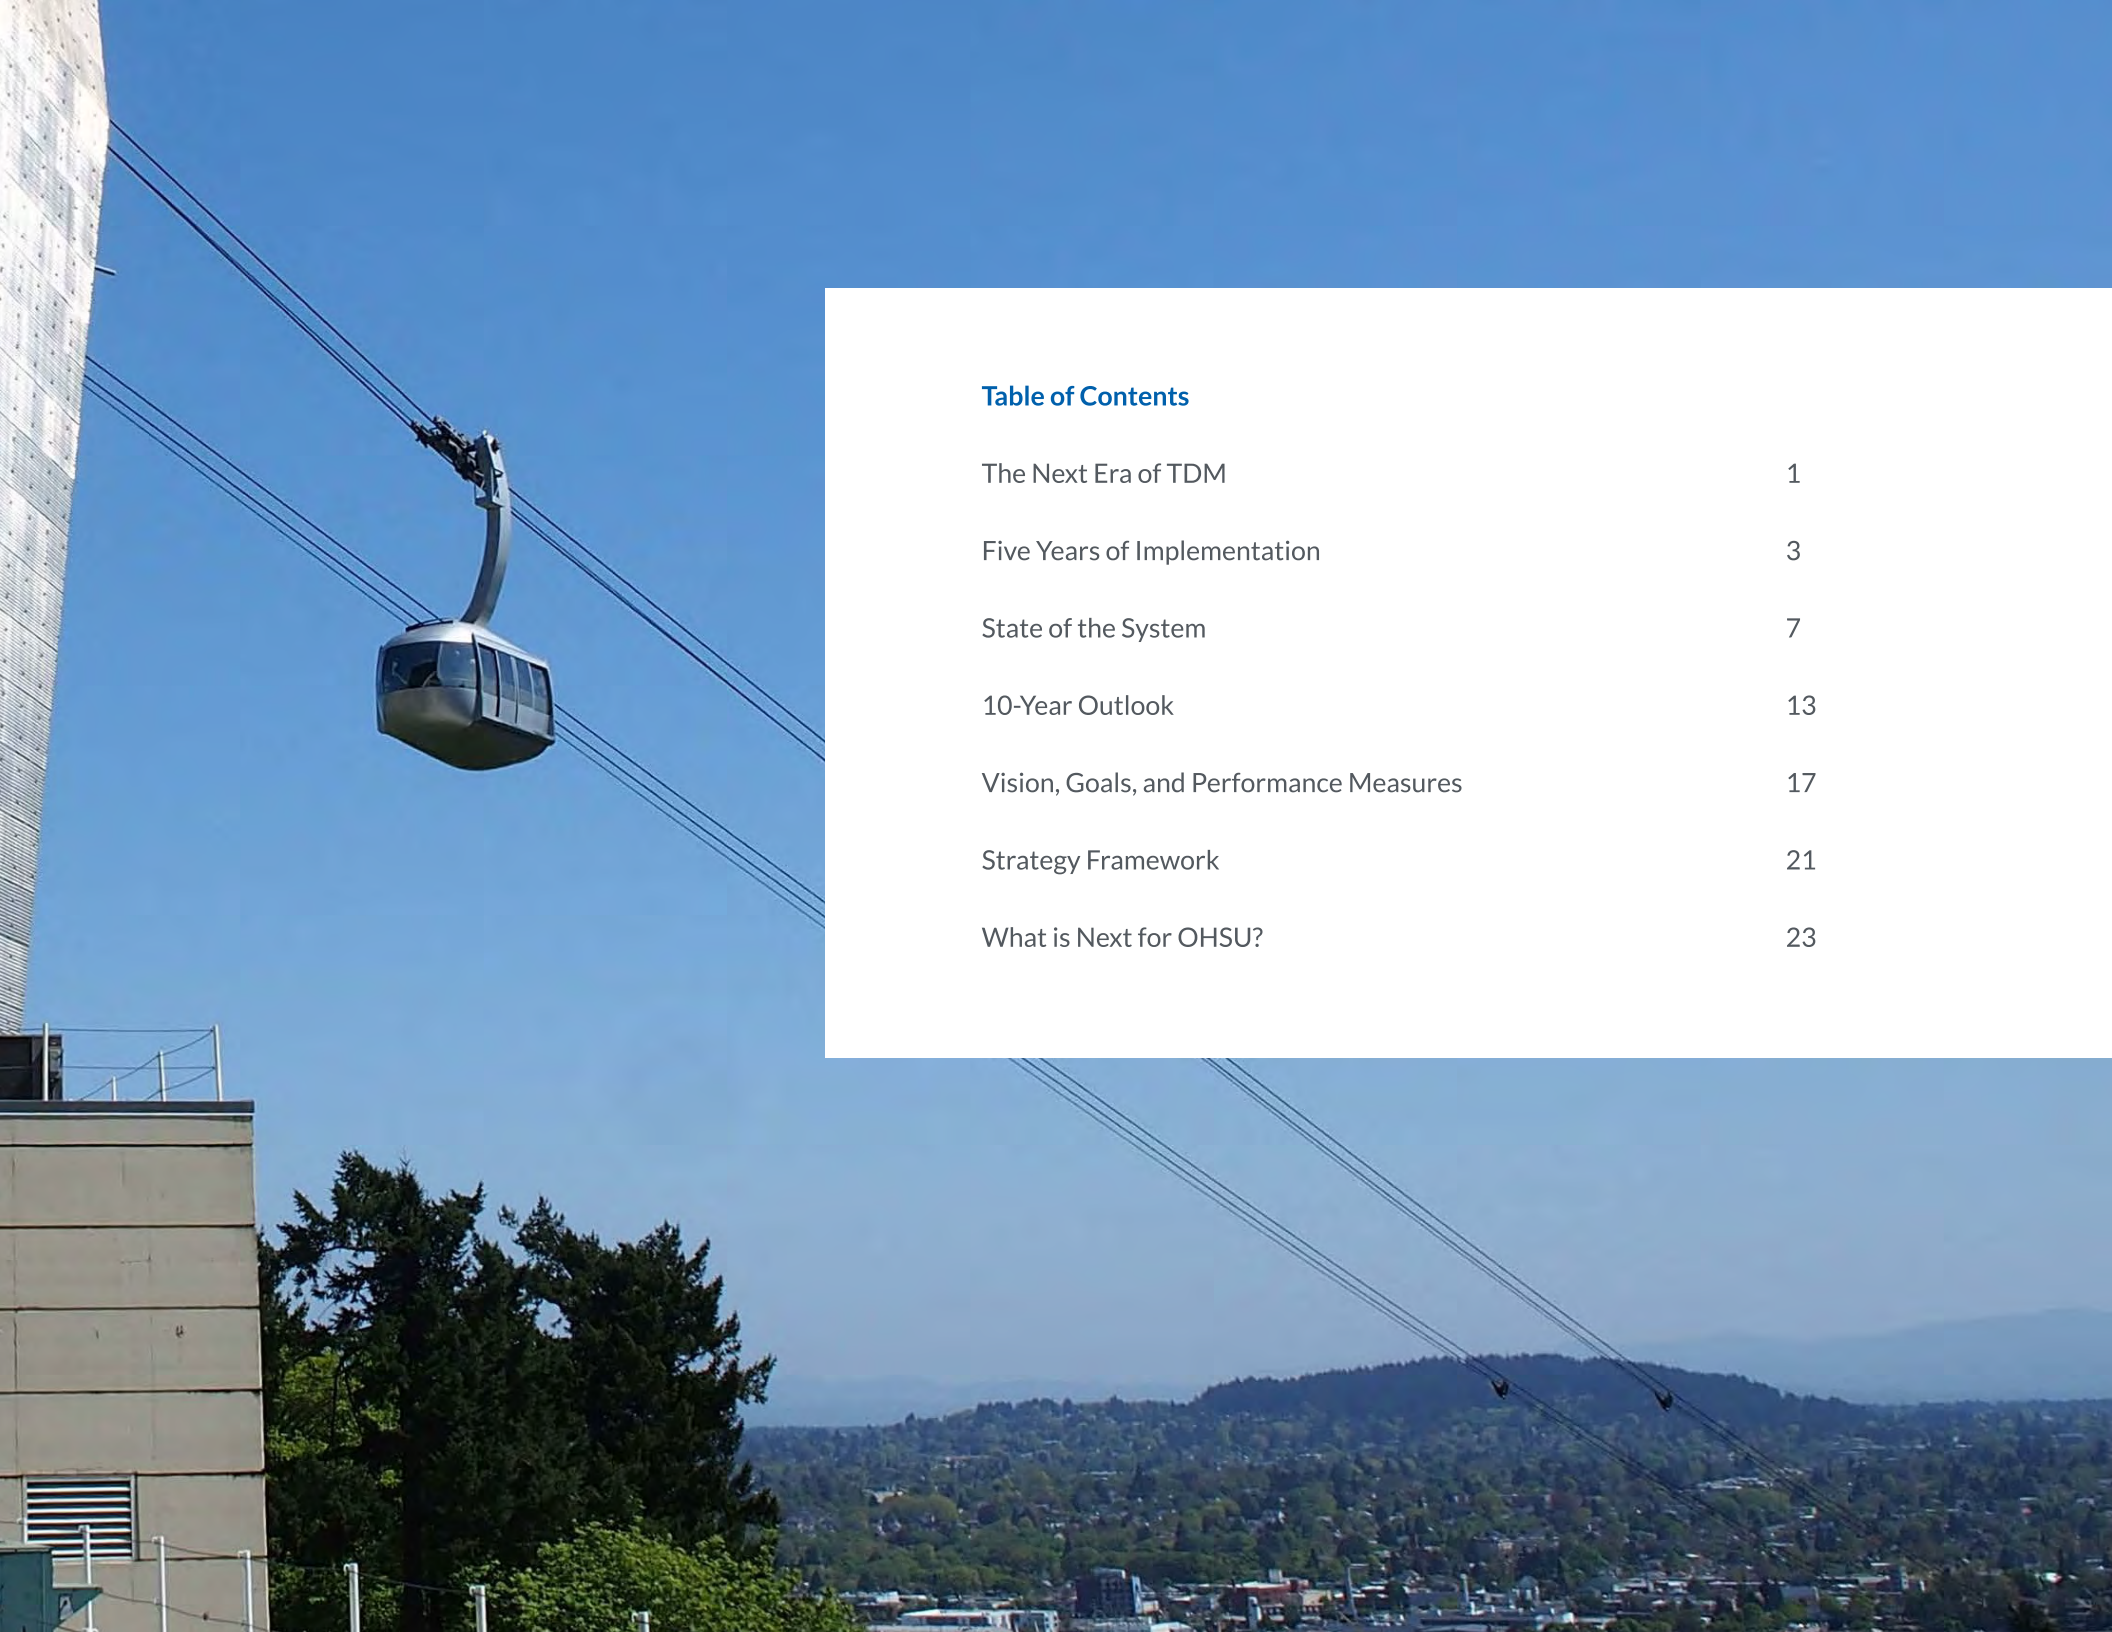 Table of Contents
The Next Era of TDM 1
Five Years of Implementation 3
State of the System 7
10-Year Outlook 13
Vision, Goals, and Performance Measures 17
Strategy Framework 21
What is Next for OHSU? 23